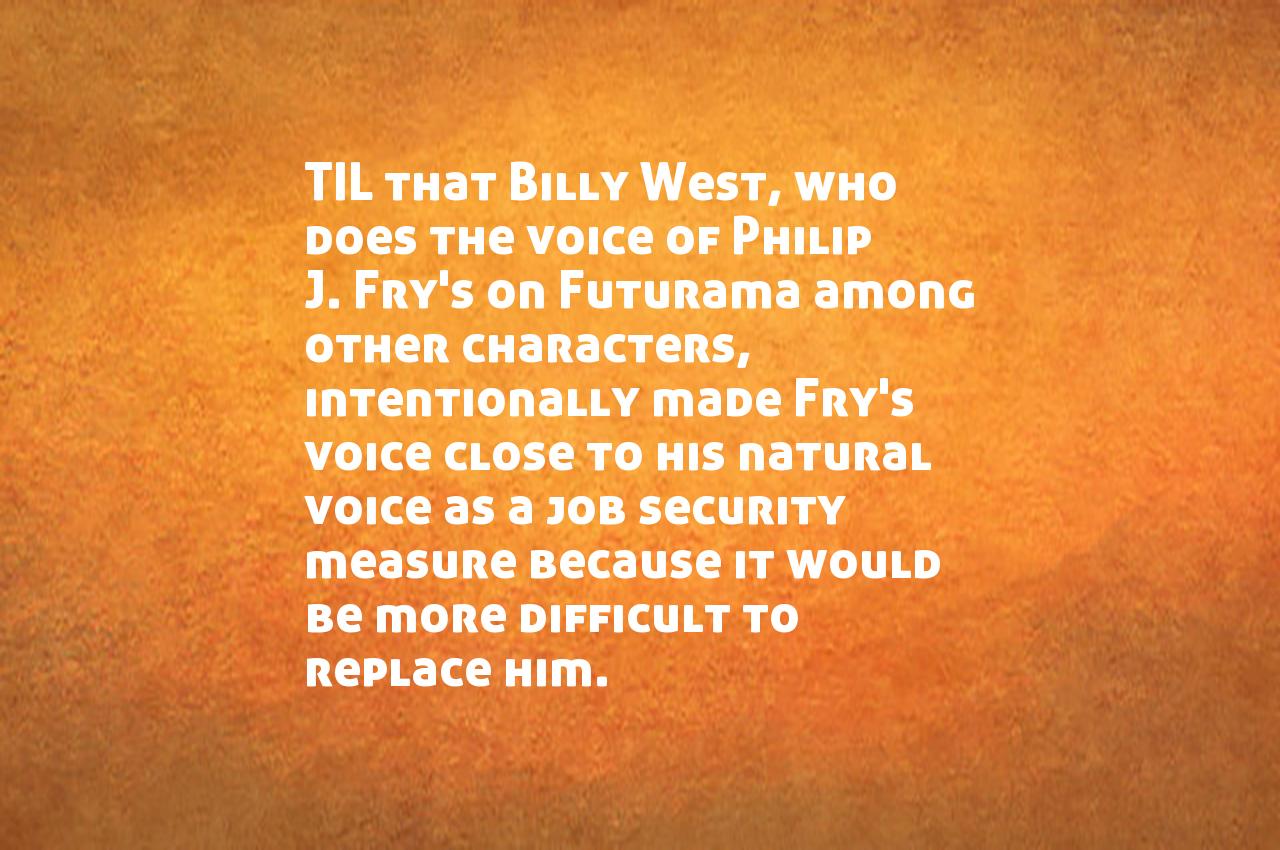 TIL that Billy West, who
does the voice of Philip
J. Fry's on Futurama among
other characters,
intentionally made Fry's
voice close to his natural
voice as a job security
measure because it would
be more difficult to
replace him.